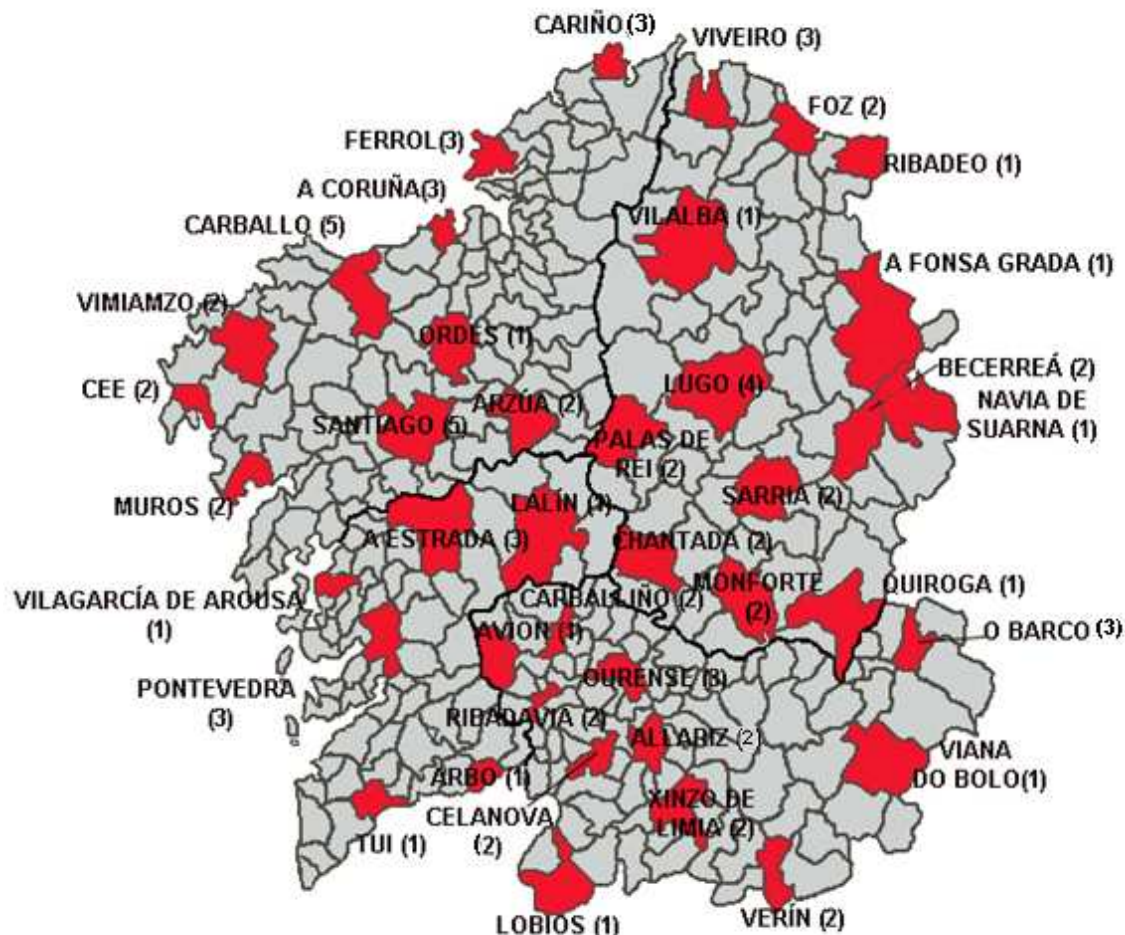 CARIÑO (3)
VIVEIRO (3)
FOZ (2)
FERROL(3)
RIBADEO (1)
A CORUÑA(3)
VILALBA (1)
CARBALLO (5)
A FONSA GRADA (1)
VIMIAMZO (2)
ORDES (1)
BECERREÁ (2)
CEE (2)
LUGO (4)
NAVIA DE
SUARNA (1)
ARZÚA (2)
SANTIAGO (5)
PALAS DE
REI (2)
MUROS (2)
SARRIA (2)
LALÍN
A ESTRADA (3)
CHANTADA (2)
MONFORTE
(2)
QUIROGA (1)
VILAGARCÍA DE AROUSA
(1)
CARBALLIÑO (2)
O BARCO (3)
AVIÓN
PONTEVEDRA
(3)
OURENSE (3)
RIBADAVIA (2)
ALLARIZ (2)
VIANA
DO BOLO(1)
ARBO (1)
CELANOVA
(2)
XINZO DE
LIMIA (2)
TUI (1)
LOBIOS (1)
VERÍN (2)